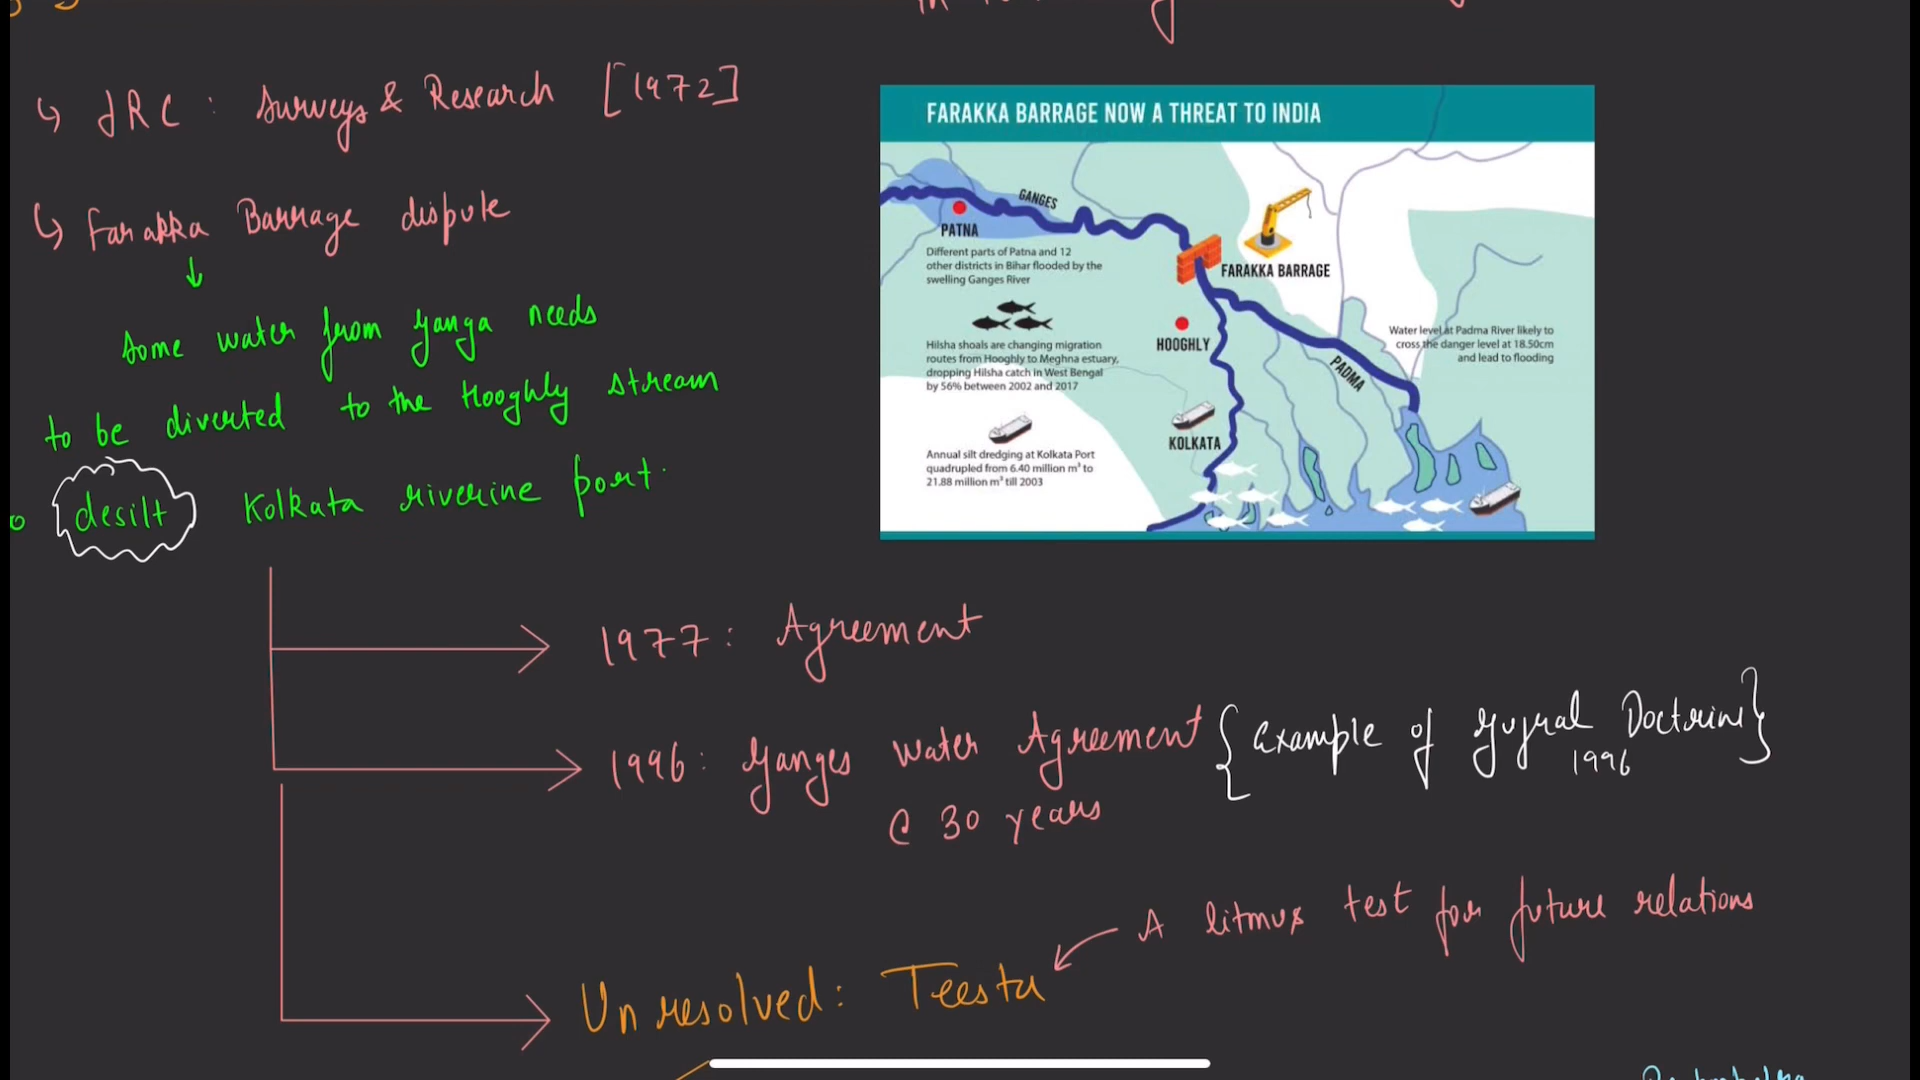 ↳ JRC : Surveys & Research [1972]
↳ Farakka Barrage dispute
↓
Some water from Ganga needs
to be diverted to the Hooghly stream
desilt Kolkata riverine port.
FARAKKA BARRAGE NOW A THREAT TO INDIA
GANGES
PATNA
Different parts of Patna and 12
other districts in Bihar flooded by the
swelling Ganges River
FARAKKA BARRAGE
Hilsha shoals are changing migration
routes from Hooghly to Meghna estuary,
dropping Hilsha catch in West Bengal
by 56% between 2002 and 2017
HOOGHLY
Water level at Padma River likely to
cross the danger level at 18.50cm
and lead to flooding
PADMA
KOLKATA
Annual silt dredging at Kolkata Port
quadrupled from 6.40 million m³ to
21.88 million m³ till 2003
1977 : Agreement
1996 : Ganges Water Agreement {Example of Gujral Doctrine}
1996
@ 30 years
A litmus test for future relations
Unresolved : Teesta